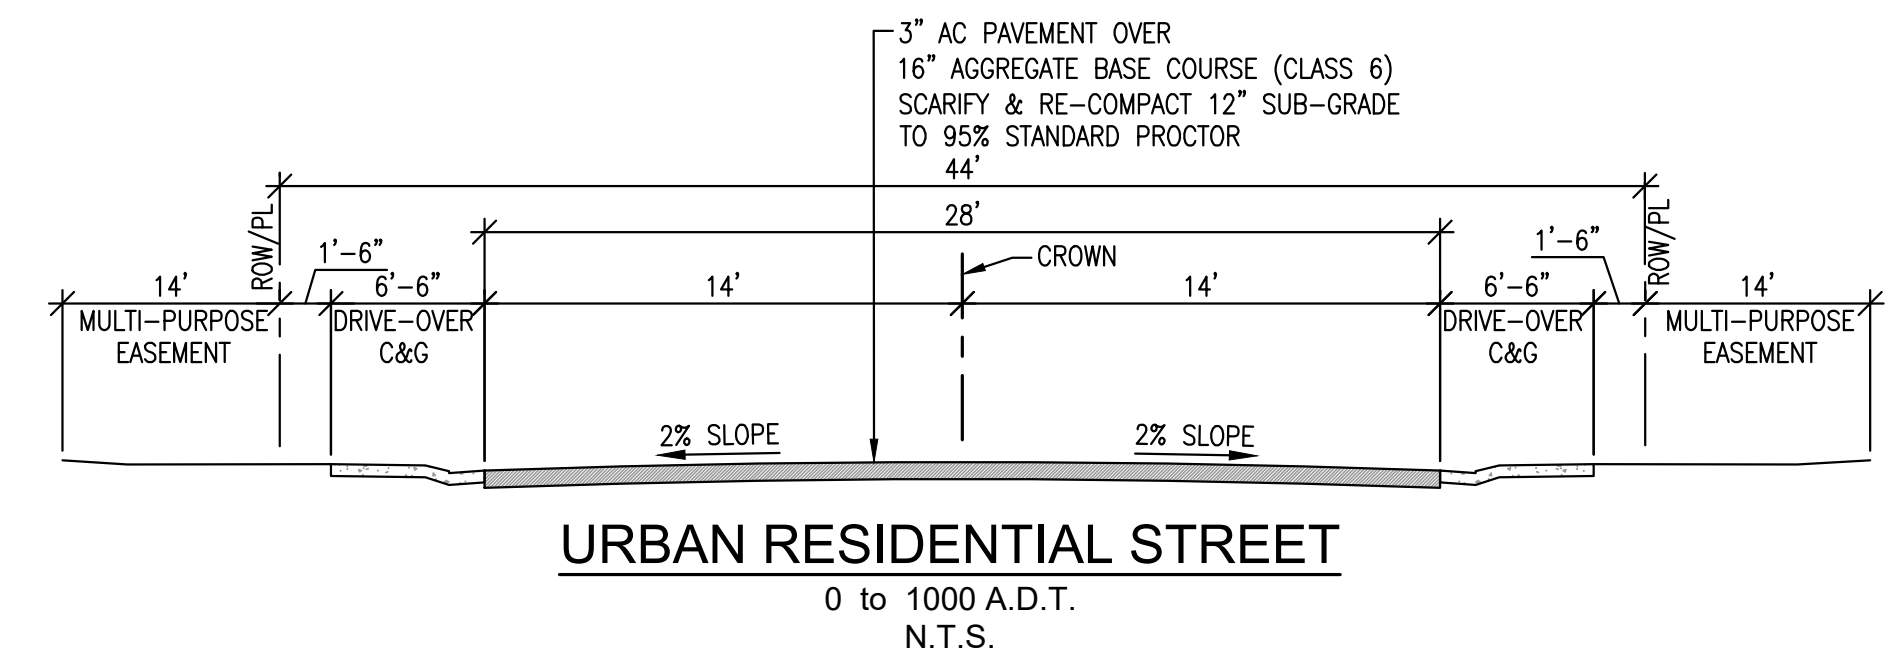 3" AC PAVEMENT OVER
16" AGGREGATE BASE COURSE (CLASS 6)
SCARIFY & RE-COMPACT 12" SUB-GRADE
TO 95% STANDARD PROCTOR
44'
28'
ROW/PL
ROW/PL
1'-6"
CROWN
1'-6"
14'
6'-6"
14'
14'
6'-6"
14'
MULTI-PURPOSE
EASEMENT
DRIVE-OVER
C&G
DRIVE-OVER
C&G
MULTI-PURPOSE
EASEMENT
2% SLOPE
2% SLOPE
URBAN RESIDENTIAL STREET
0 to 1000 A.D.T.
N.T.S.